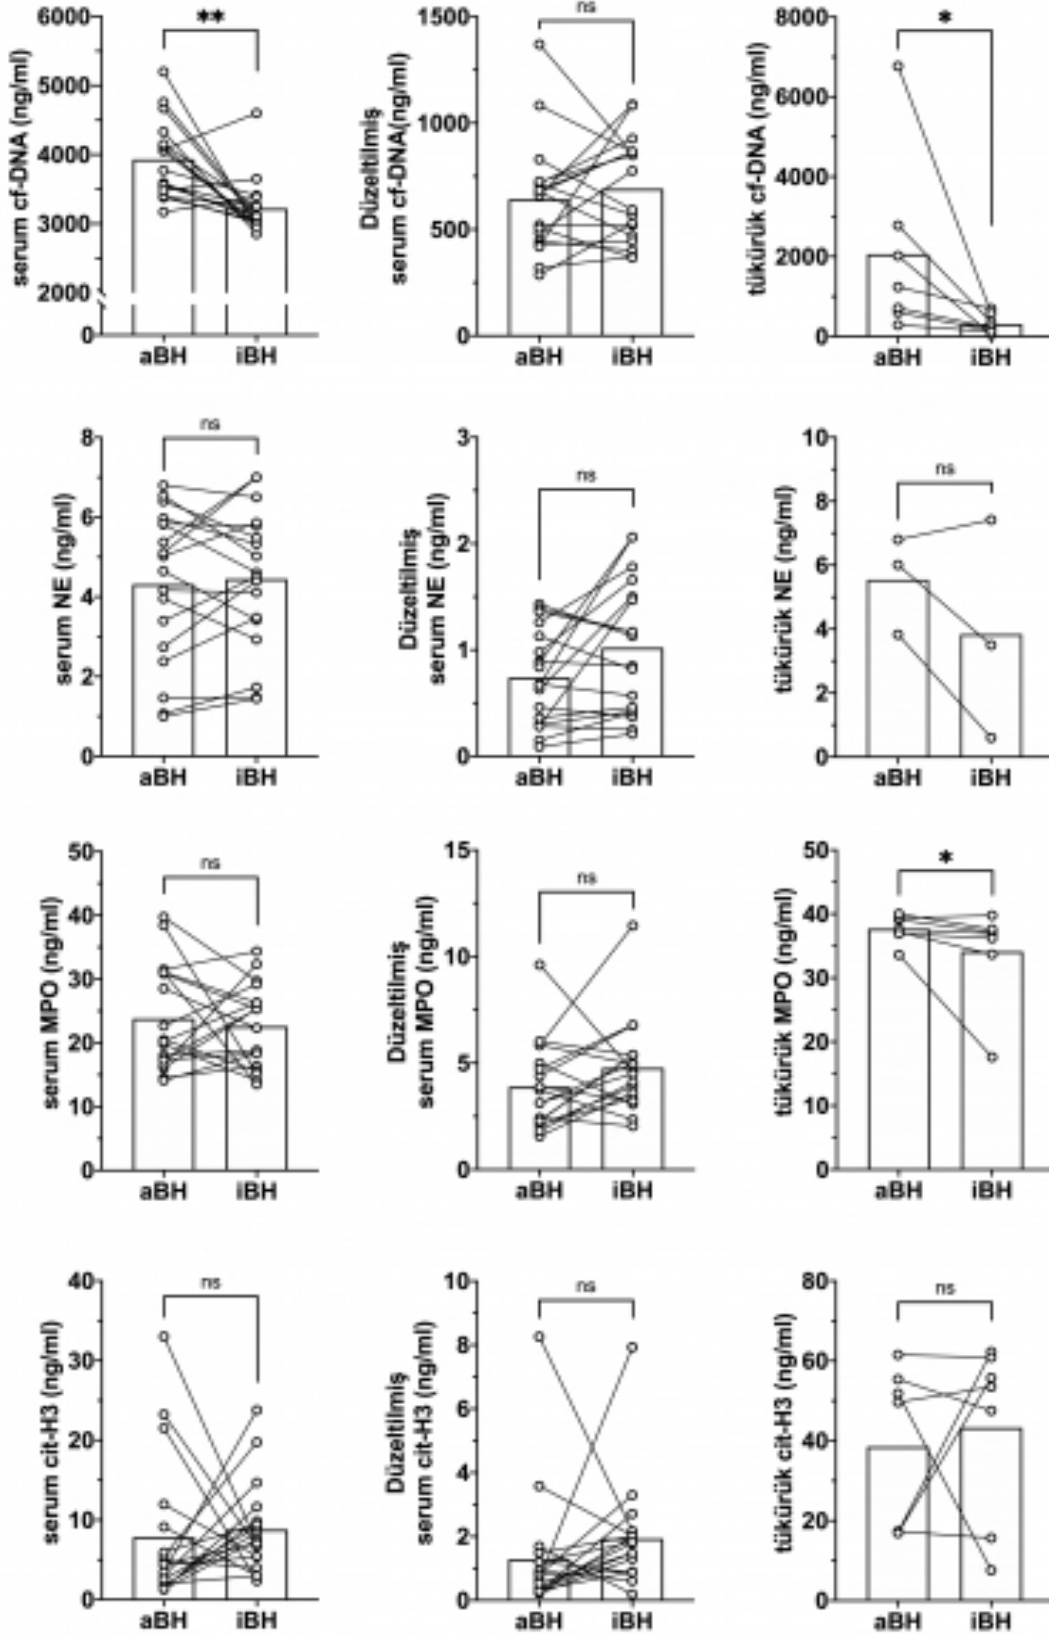 **
ns
*
6000
5000
4000
3000
2000
0
serum cf-DNA (ng/ml)
aBH iBH
1500
1000
500
0
Düzeltilmiş
serum cf-DNA(ng/ml)
aBH iBH
8000
6000
4000
2000
0
tükürük cf-DNA (ng/ml)
aBH iBH
ns
ns
ns
8
6
4
2
0
serum NE (ng/ml)
aBH iBH
3
2
1
0
Düzeltilmiş
serum NE (ng/ml)
aBH iBH
10
8
6
4
2
0
tükürük NE (ng/ml)
aBH iBH
ns
ns
*
50
40
30
20
10
0
serum MPO (ng/ml)
aBH iBH
15
10
5
0
Düzeltilmiş
serum MPO (ng/ml)
aBH iBH
50
40
30
20
10
0
tükürük MPO (ng/ml)
aBH iBH
ns
ns
ns
40
30
20
10
0
serum cit-H3 (ng/ml)
aBH iBH
10
8
6
4
2
0
Düzeltilmiş
serum cit-H3 (ng/ml)
aBH iBH
80
60
40
20
0
tükürük cit-H3 (ng/ml)
aBH iBH